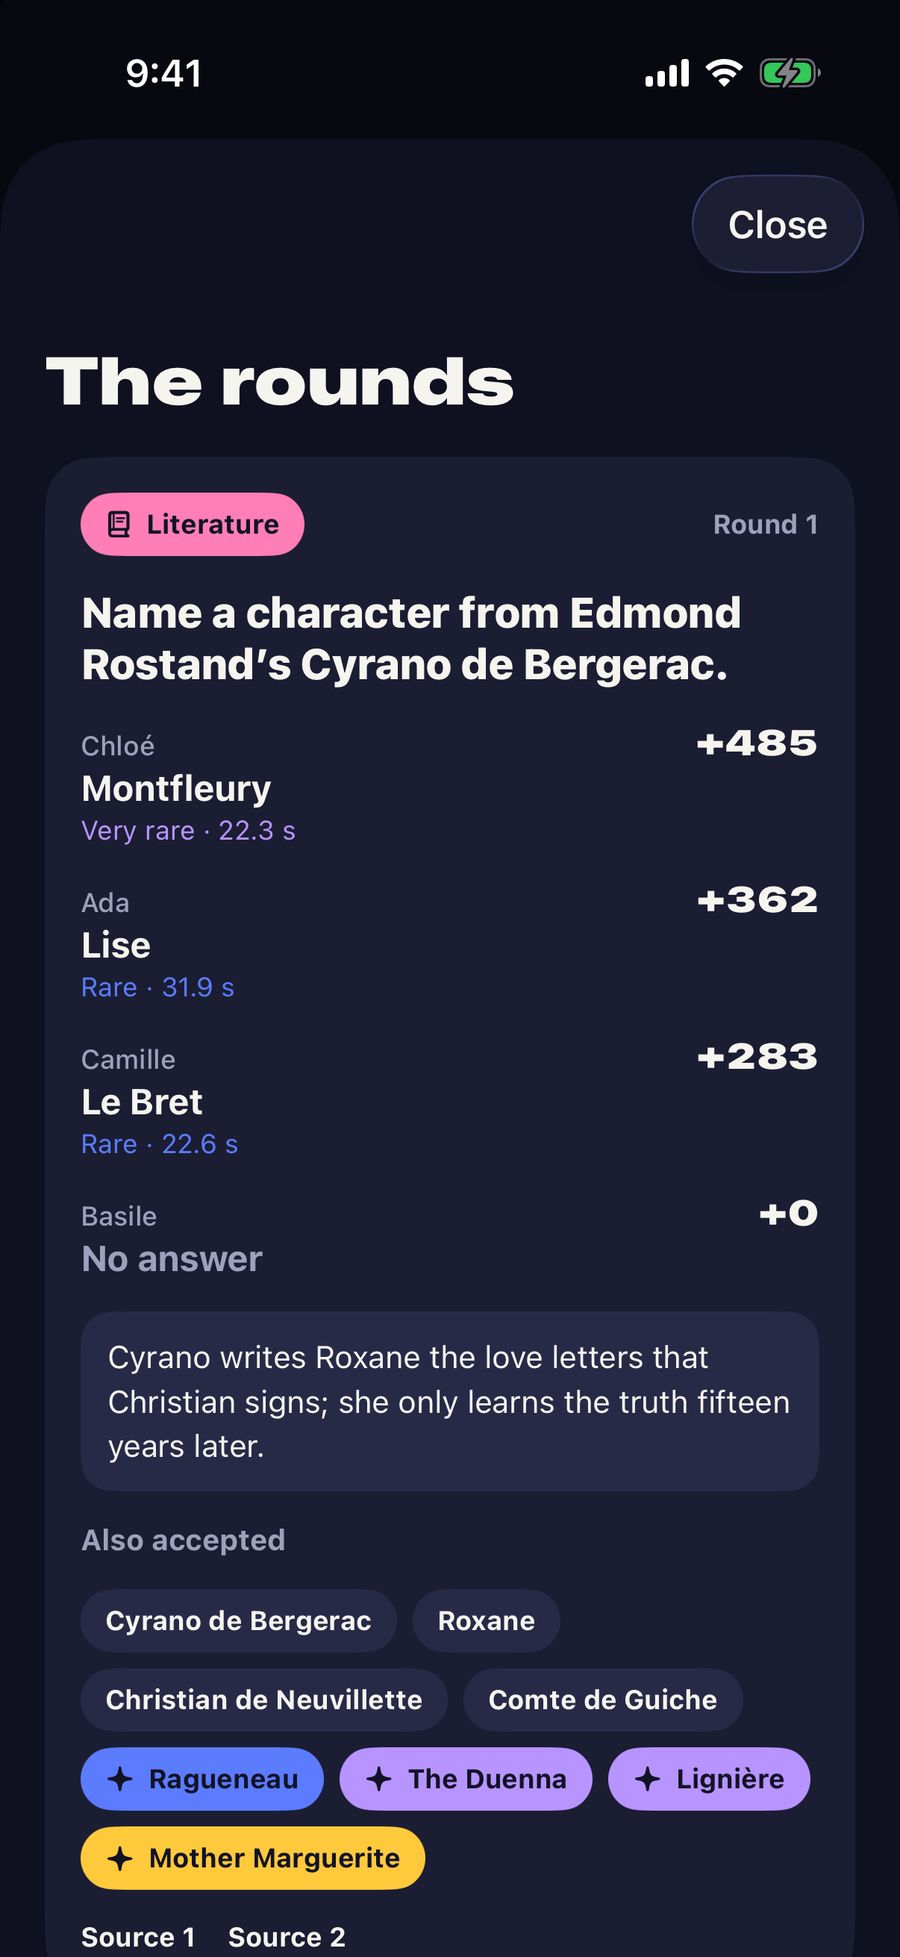 9:41
Close
The rounds
Literature
Round 1
Name a character from Edmond
Rostand’s Cyrano de Bergerac.
Chloé
+485
Montfleury
Very rare · 22.3 s
Ada
+362
Lise
Rare · 31.9 s
Camille
+283
Le Bret
Rare · 22.6 s
Basile
+0
No answer
Cyrano writes Roxane the love letters that
Christian signs; she only learns the truth fifteen
years later.
Also accepted
Cyrano de Bergerac
Roxane
Christian de Neuvillette
Comte de Guiche
Ragueneau
The Duenna
Lignière
Mother Marguerite
Source 1
Source 2